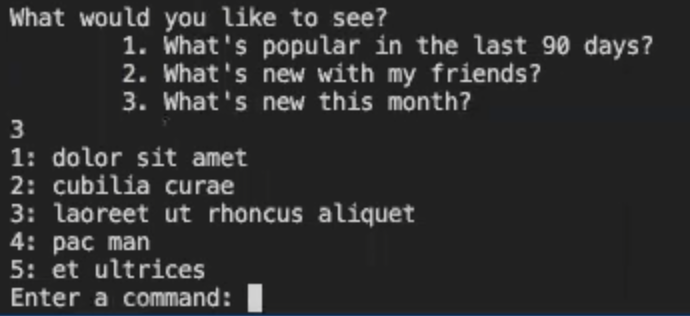 What would you like to see?
1. What's popular in the last 90 days?
2. What's new with my friends?
3. What's new this month?
3
1: dolor sit amet
2: cubilia curae
3: laoreet ut rhoncus aliquet
4: pac man
5: et ultrices
Enter a command: